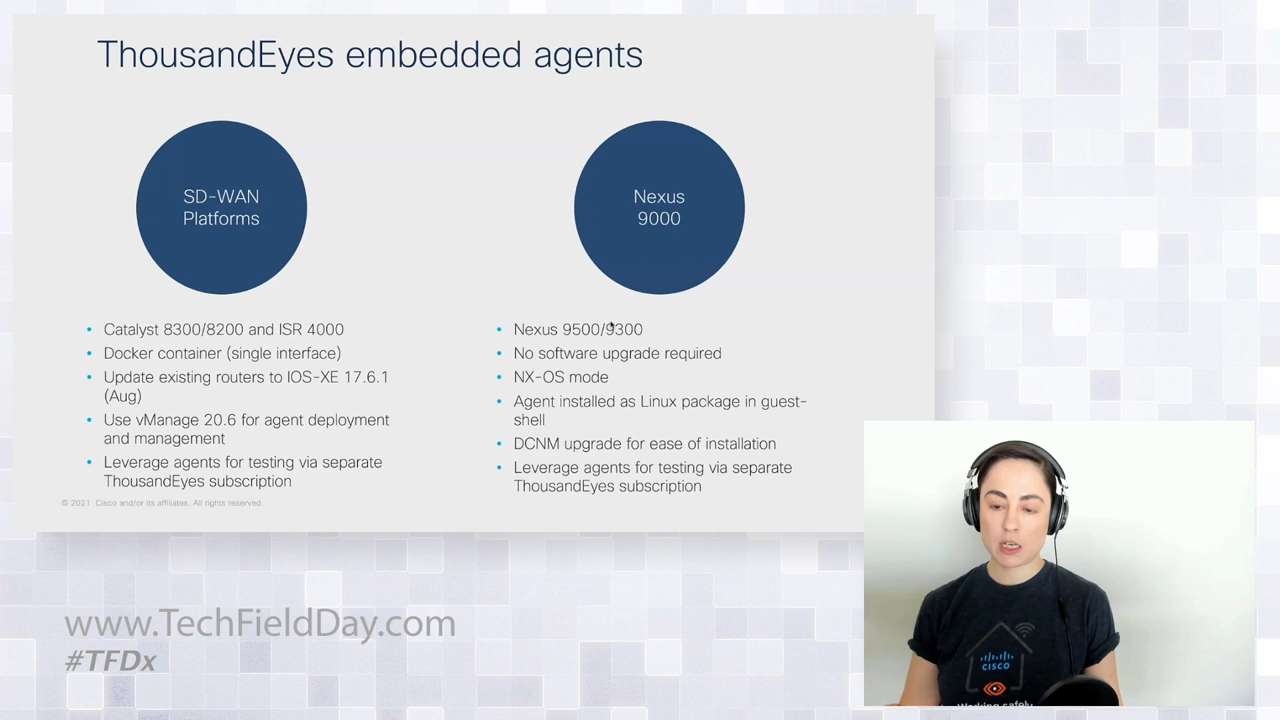 ThousandEyes embedded agents
SD-WAN
Platforms
Nexus
9000
• Catalyst 8300/8200 and ISR 4000
• Docker container (single interface)
• Update existing routers to IOS-XE 17.6.1
(Aug)
• Use vManage 20.6 for agent deployment
and management
• Leverage agents for testing via separate
ThousandEyes subscription
• Nexus 9500/9300
• No software upgrade required
• NX-OS mode
• Agent installed as Linux package in guest-
shell
• DCNM upgrade for ease of installation
• Leverage agents for testing via separate
ThousandEyes subscription
© 2021 Cisco and/or its affiliates. All rights reserved.
www.TechFieldDay.com
#TFDx
CISCO
Working safely